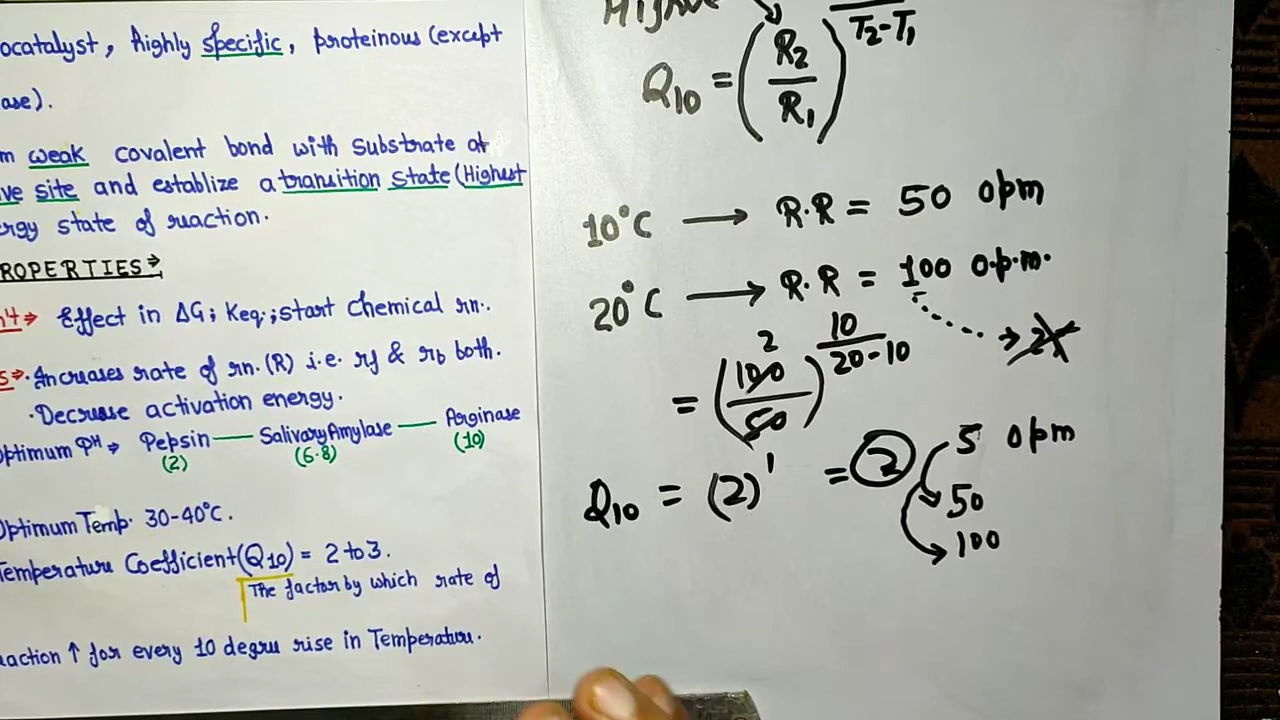 ocatalyst, highly specific, proteinous (except
ase).
m weak covalent bond with substrate at
ve site and establize a transition state (Highest
rgy state of reaction.
ROPERTIES⇒
n't⇒ Effect in ΔG; Keq.; start chemical rn.
s⇒ •Increases rate of rn.(R) i.e. rf & rb both.
•Decrease activation energy.
Optimum pH⇒ Pepsin — Salivary Amylase — Arginase
(2) (6.8) (10)
Optimum Temp. 30-40°C.
Temperature Coefficient(Q10) = 2 to 3.
The factor by which rate of
action ↑ for every 10 degree rise in Temperature.
T2-T1
Q10 = (R2/R1)
10°C → R.R = 50 opm
20°C → R.R = 100 o.p.m.
2x
= (100/50) 10/20-10
2
Q10 = (2)1 = 2
5 opm
50
100